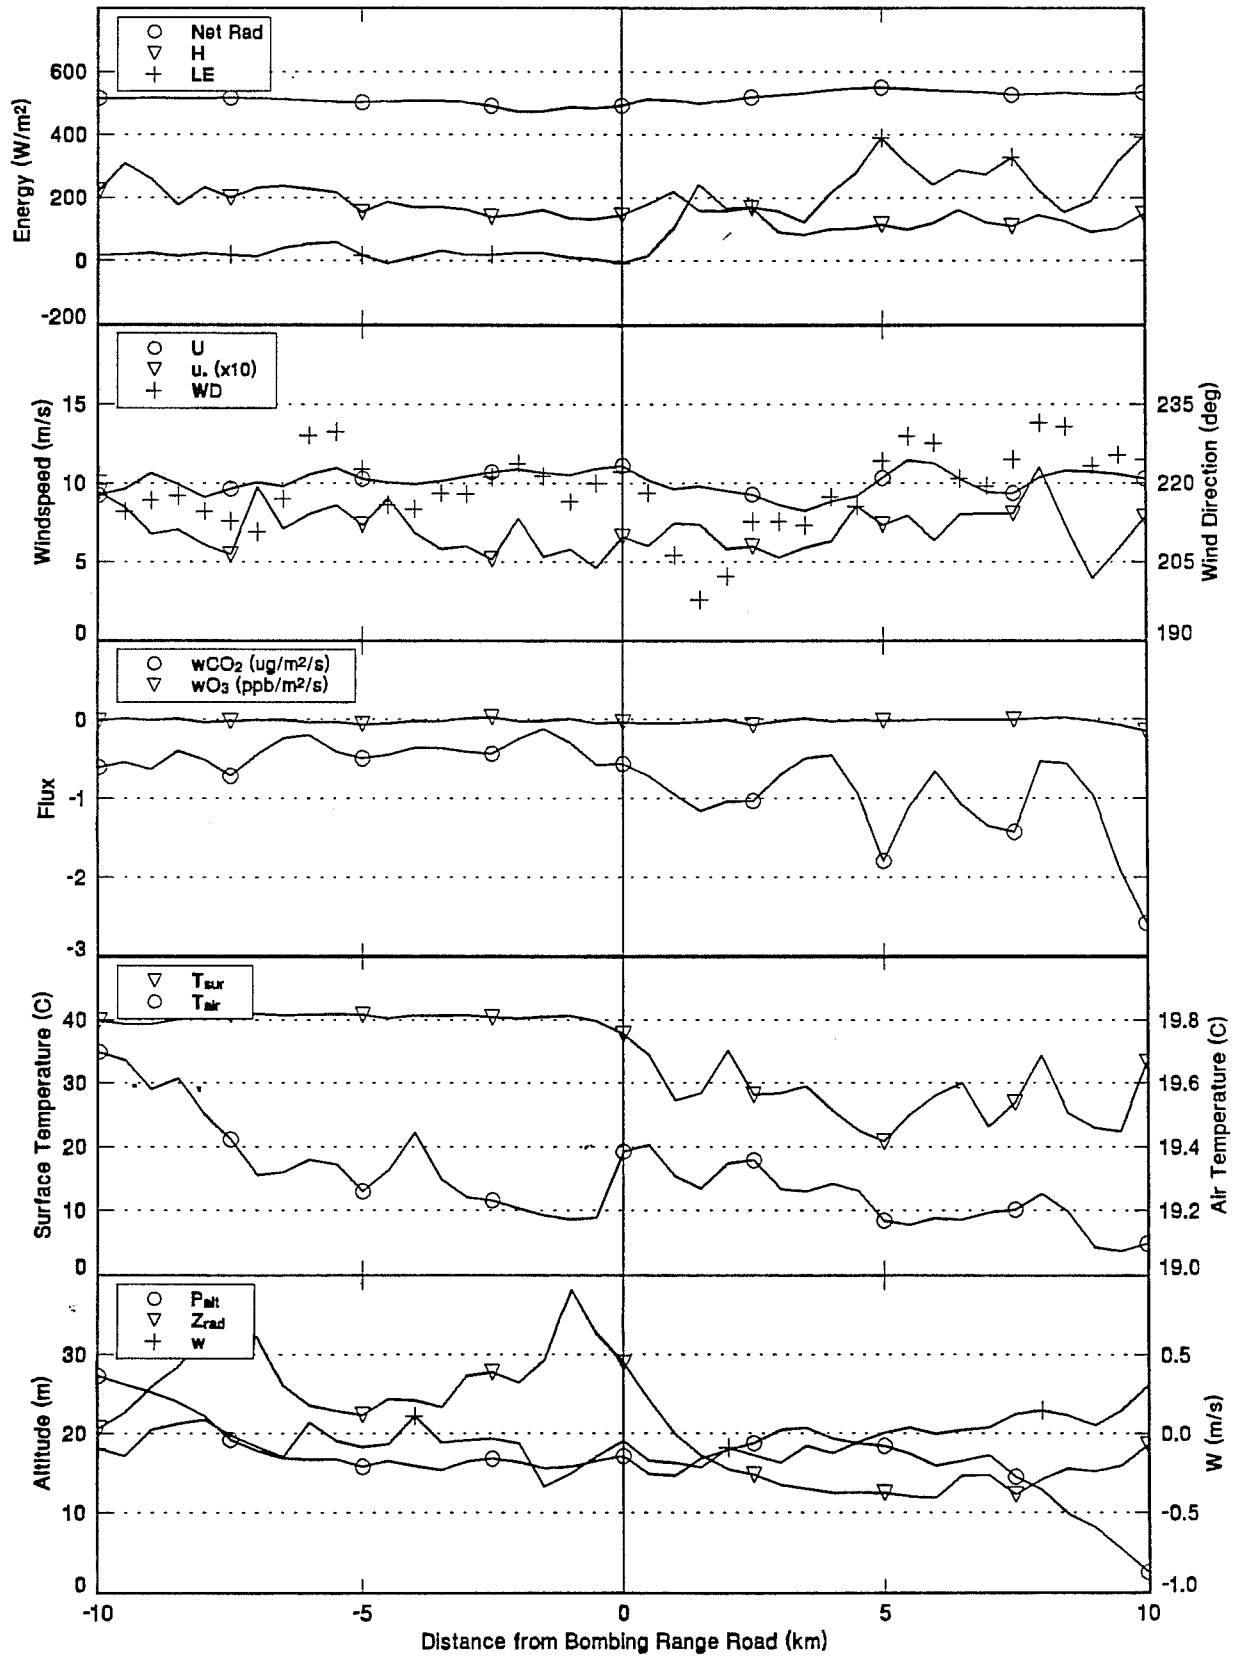 Net Rad
H
LE
600
400
200
0
-200
Energy (W/m²)
U
u. (x10)
WD
15
10
5
0
Windspeed (m/s)
235
220
205
190
Wind Direction (deg)
wCO₂ (ug/m²/s)
wO₃ (ppb/m²/s)
0
-1
-2
-3
Flux
Tsur
Tair
40
30
20
10
0
Surface Temperature (C)
19.8
19.6
19.4
19.2
19.0
Air Temperature (C)
Palt
Zrad
w
30
20
10
0
Altitude (m)
0.5
0.0
-0.5
-1.0
W (m/s)
-10 -5 0 5 10
Distance from Bombing Range Road (km)